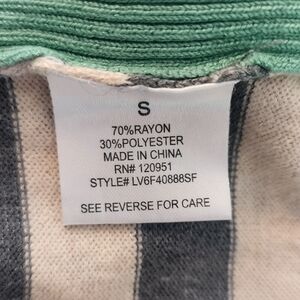 S
70%RAYON
30%POLYESTER
MADE IN CHINA
RN# 120951
STYLE# LV6F40888SF
SEE REVERSE FOR CARE